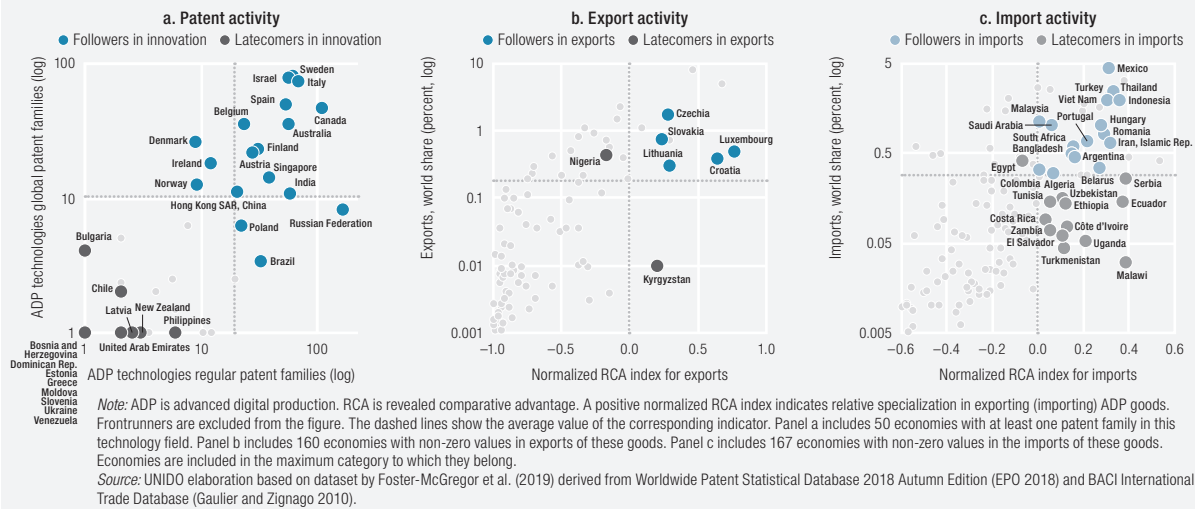 a. Patent activity
Followers in innovation
Latecomers in innovation
ADP technologies global patent families (log)
100
10
1
Israel
Sweden
Italy
Spain
Canada
Belgium
Australia
Denmark
Finland
Austria
Ireland
Singapore
Norway
India
Hong Kong SAR, China
Russian Federation
Poland
Brazil
Bulgaria
Chile
Latvia
New Zealand
Philippines
United Arab Emirates
Bosnia and
Herzegovina
Dominican Rep.
Estonia
Greece
Moldova
Slovenia
Ukraine
Venezuela
1
10
100
ADP technologies regular patent families (log)
b. Export activity
Followers in exports
Latecomers in exports
Exports, world share (percent, log)
10
1
0.1
0.01
0.001
Czechia
Slovakia
Luxembourg
Nigeria
Lithuania
Croatia
Kyrgyzstan
−1.0
−0.5
0.0
0.5
1.0
Normalized RCA index for exports
c. Import activity
Followers in imports
Latecomers in imports
Imports, world share (percent, log)
5
0.5
0.05
0.005
Mexico
Turkey
Thailand
Viet Nam
Indonesia
Malaysia
Portugal
Hungary
Saudi Arabia
Romania
South Africa
Iran, Islamic Rep.
Bangladesh
Argentina
Egypt
Colombia
Algeria
Belarus
Serbia
Tunisia
Uzbekistan
Ethiopia
Ecuador
Costa Rica
Côte d'Ivoire
Zambia
El Salvador
Uganda
Turkmenistan
Malawi
−0.6
−0.4
−0.2
0.0
0.2
0.4
0.6
Normalized RCA index for imports
Note: ADP is advanced digital production. RCA is revealed comparative advantage. A positive normalized RCA index indicates relative specialization in exporting (importing) ADP goods.
Frontrunners are excluded from the figure. The dashed lines show the average value of the corresponding indicator. Panel a includes 50 economies with at least one patent family in this
technology field. Panel b includes 160 economies with non-zero values in exports of these goods. Panel c includes 167 economies with non-zero values in the imports of these goods.
Economies are included in the maximum category to which they belong.
Source: UNIDO elaboration based on dataset by Foster-McGregor et al. (2019) derived from Worldwide Patent Statistical Database 2018 Autumn Edition (EPO 2018) and BACI International
Trade Database (Gaulier and Zignago 2010).